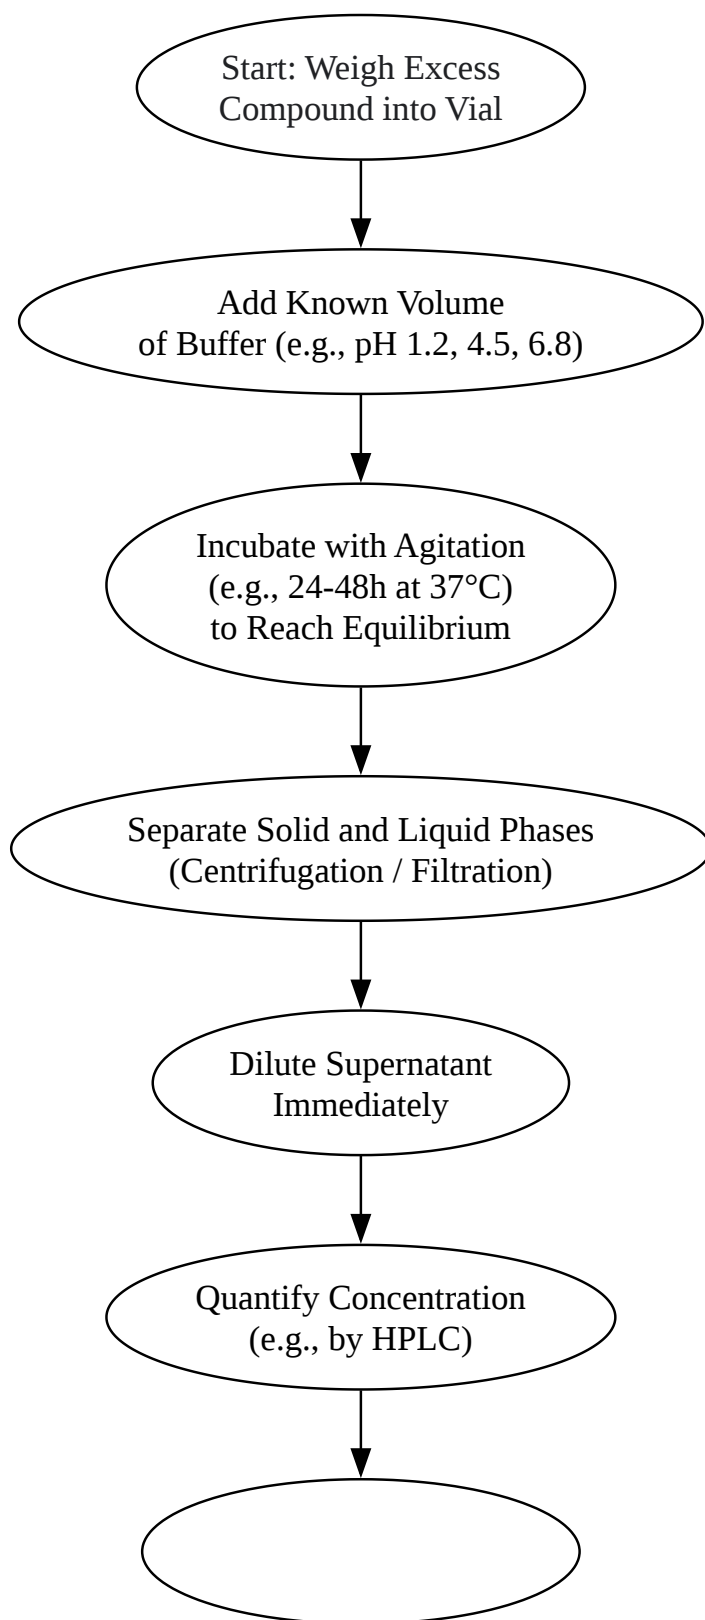 Start: Weigh Excess
Compound into Vial
Add Known Volume
of Buffer (e.g., pH 1.2, 4.5, 6.8)
Incubate with Agitation
(e.g., 24-48h at 37°C)
to Reach Equilibrium
Separate Solid and Liquid Phases
(Centrifugation / Filtration)
Dilute Supernatant
Immediately
Quantify Concentration
(e.g., by HPLC)